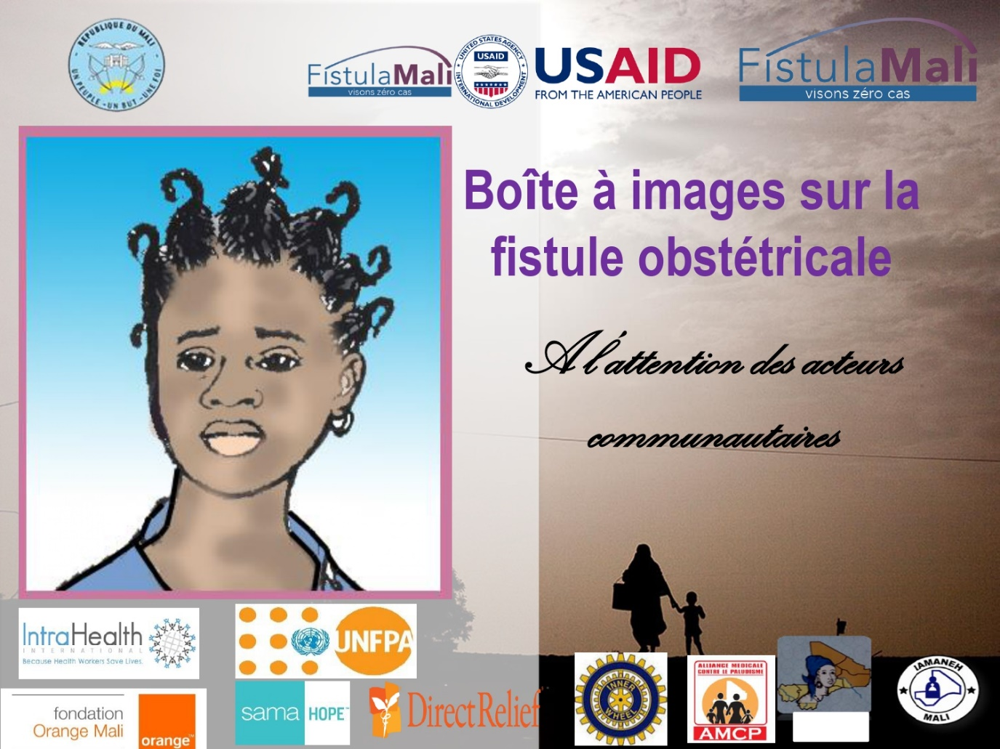 REPUBLIQUE DU MALI
UN PEUPLE - UN BUT - UNE FOI
FistulaMali
visons zéro cas
UNITED STATES AGENCY
USAID
INTERNATIONAL DEVELOPMENT
USAID
FROM THE AMERICAN PEOPLE
FistulaMali
visons zéro cas
Boîte à images sur la
fistule obstétricale
A l'attention des acteurs
communautaires
IntraHealth
INTERNATIONAL
Because Health Workers Save Lives.
UNFPA
fondation
Orange Mali
orange™
sama HOPE™
DirectRelief
INNER
WHEEL
ALLIANCE MEDICALE
CONTRE LE PALUDISME
AMCP
IAMANEH
MALI